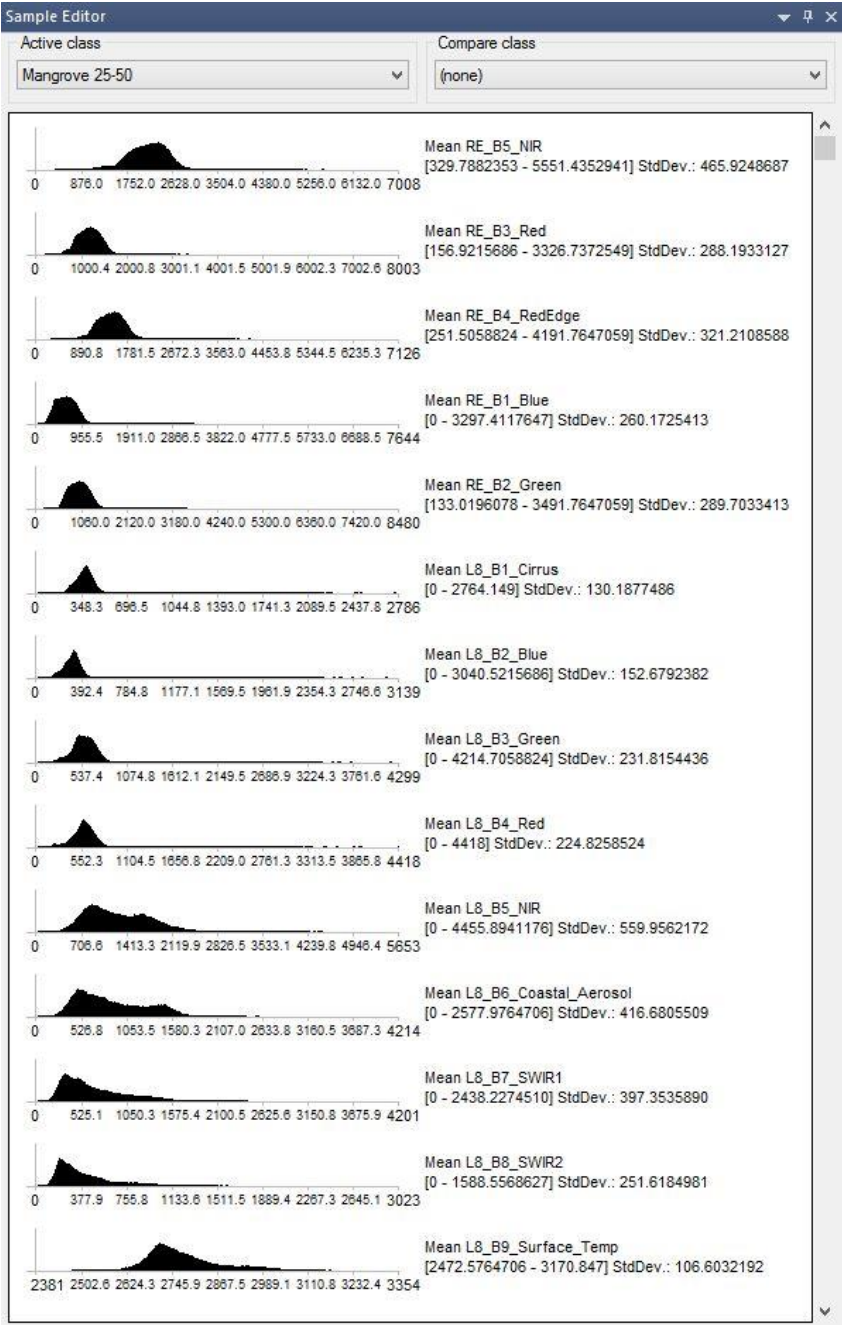 Sample Editor
Active class
Compare class
Mangrove 25-50
(none)
Mean RE_B5_NIR
[329.7882353 - 5551.4352941] StdDev.: 465.9248687
0 876.0 1752.0 2628.0 3504.0 4380.0 5256.0 6132.0 7008
Mean RE_B3_Red
[156.9215686 - 3326.7372549] StdDev.: 288.1933127
0 1000.4 2000.8 3001.1 4001.5 5001.9 6002.3 7002.6 8003
Mean RE_B4_RedEdge
[251.5058824 - 4191.7647059] StdDev.: 321.2108588
0 890.8 1781.5 2672.3 3563.0 4453.8 5344.5 6235.3 7126
Mean RE_B1_Blue
[0 - 3297.4117647] StdDev.: 260.1725413
0 955.5 1911.0 2866.5 3822.0 4777.5 5733.0 6688.5 7644
Mean RE_B2_Green
[133.0196078 - 3491.7647059] StdDev.: 289.7033413
0 1060.0 2120.0 3180.0 4240.0 5300.0 6360.0 7420.0 8480
Mean L8_B1_Cirrus
[0 - 2764.149] StdDev.: 130.1877486
0 348.3 696.5 1044.8 1393.0 1741.3 2089.5 2437.8 2786
Mean L8_B2_Blue
[0 - 3040.5215686] StdDev.: 152.6792382
0 392.4 784.8 1177.1 1569.5 1961.9 2354.3 2746.6 3139
Mean L8_B3_Green
[0 - 4214.7058824] StdDev.: 231.8154436
0 537.4 1074.8 1612.1 2149.5 2686.9 3224.3 3761.6 4299
Mean L8_B4_Red
[0 - 4418] StdDev.: 224.8258524
0 552.3 1104.5 1656.8 2209.0 2761.3 3313.5 3865.8 4418
Mean L8_B5_NIR
[0 - 4455.8941176] StdDev.: 559.9562172
0 706.6 1413.3 2119.9 2826.5 3533.1 4239.8 4946.4 5653
Mean L8_B6_Coastal_Aerosol
[0 - 2577.9764706] StdDev.: 416.6805509
0 526.8 1053.5 1580.3 2107.0 2633.8 3160.5 3687.3 4214
Mean L8_B7_SWIR1
[0 - 2438.2274510] StdDev.: 397.3535890
0 525.1 1050.3 1575.4 2100.5 2625.6 3150.8 3675.9 4201
Mean L8_B8_SWIR2
[0 - 1588.5568627] StdDev.: 251.6184981
0 377.9 755.8 1133.6 1511.5 1889.4 2267.3 2645.1 3023
Mean L8_B9_Surface_Temp
[2472.5764706 - 3170.847] StdDev.: 106.6032192
2381 2502.6 2624.3 2745.9 2867.5 2989.1 3110.8 3232.4 3354